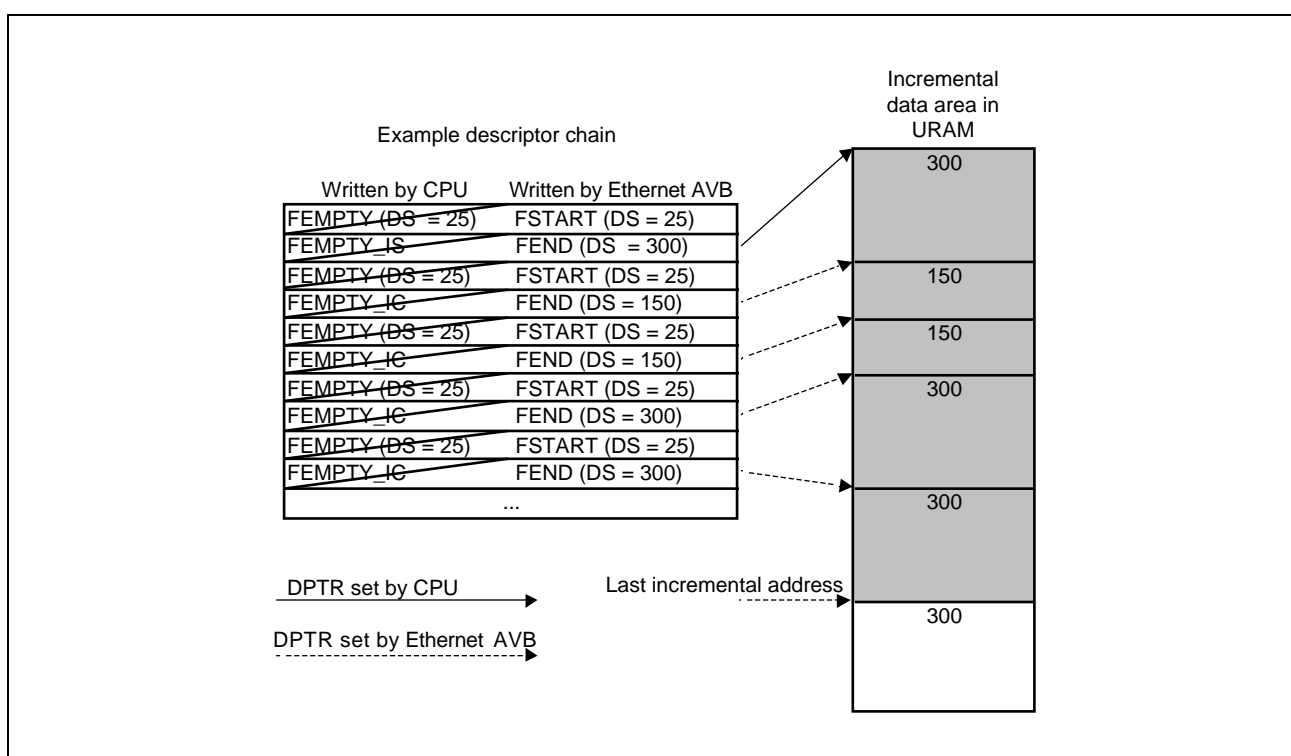 Incremental
data area in
URAM
Example descriptor chain
Written by CPU Written by Ethernet AVB
FEMPTY (DS = 25) FSTART (DS = 25)
FEMPTY_IS FEND (DS = 300)
FEMPTY (DS = 25) FSTART (DS = 25)
FEMPTY_IC FEND (DS = 150)
FEMPTY (DS = 25) FSTART (DS = 25)
FEMPTY_IC FEND (DS = 150)
FEMPTY (DS = 25) FSTART (DS = 25)
FEMPTY_IC FEND (DS = 300)
FEMPTY (DS = 25) FSTART (DS = 25)
FEMPTY_IC FEND (DS = 300)
...
300
150
150
300
300
300
DPTR set by CPU
Last incremental address
DPTR set by Ethernet AVB